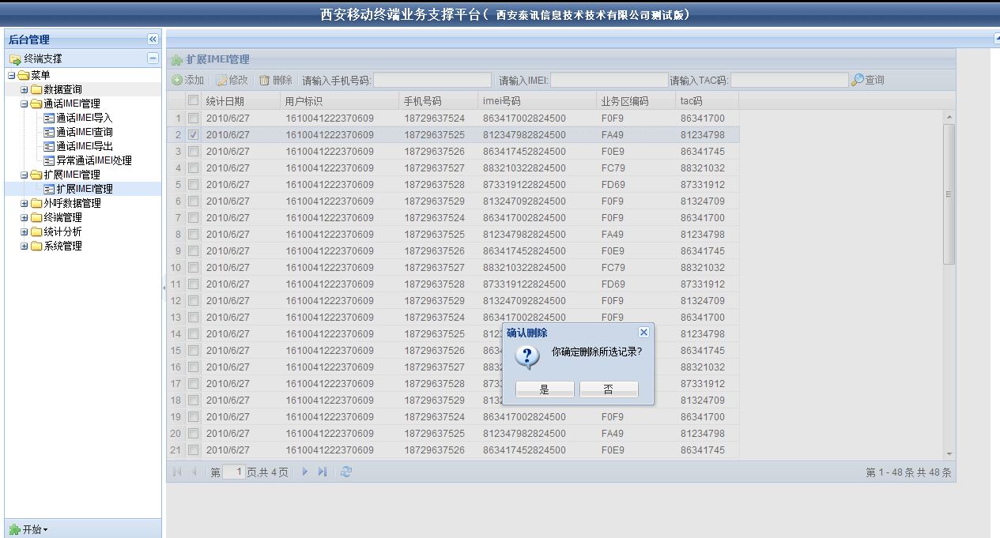 西安移动终端业务支撑平台( 西安泰讯信息技术技术有限公司测试版)
后台管理
终端支撑
菜单
数据查询
通话IMEI管理
通话IMEI导入
通话IMEI查询
通话IMEI导出
异常通话IMEI处理
扩展IMEI管理
扩展IMEI管理
外呼数据管理
终端管理
统计分析
系统管理
开始
扩展IMEI管理
添加 修改 删除 请输入手机号码: 请输入IMEI: 请输入TAC码: 查询
统计日期 用户标识 手机号码 imei号码 业务区编码 tac码
1 2010/6/27 1610041222370609 18729637524 863417002824500 F0F9 86341700
2 2010/6/27 1610041222370609 18729637525 812347982824500 FA49 81234798
3 2010/6/27 1610041222370609 18729637526 863417452824500 F0E9 86341745
4 2010/6/27 1610041222370609 18729637527 883210322824500 FC79 88321032
5 2010/6/27 1610041222370609 18729637528 873319122824500 FD69 87331912
6 2010/6/27 1610041222370609 18729637529 813247092824500 F0F9 81324709
7 2010/6/27 1610041222370609 18729637524 863417002824500 F0F9 86341700
8 2010/6/27 1610041222370609 18729637525 812347982824500 FA49 81234798
9 2010/6/27 1610041222370609 18729637526 863417452824500 F0E9 86341745
10 2010/6/27 1610041222370609 18729637527 883210322824500 FC79 88321032
11 2010/6/27 1610041222370609 18729637528 873319122824500 FD69 87331912
12 2010/6/27 1610041222370609 18729637529 813247092824500 F0F9 81324709
13 2010/6/27 1610041222370609 18729637524 863417002824500 F0F9 86341700
14 2010/6/27 1610041222370609 18729637525 812 81234798
15 2010/6/27 1610041222370609 18729637526 863 86341745
16 2010/6/27 1610041222370609 18729637527 883 88321032
17 2010/6/27 1610041222370609 18729637528 873 87331912
18 2010/6/27 1610041222370609 18729637529 813 81324709
19 2010/6/27 1610041222370609 18729637524 863417002824500 F0F9 86341700
20 2010/6/27 1610041222370609 18729637525 812347982824500 FA49 81234798
21 2010/6/27 1610041222370609 18729637526 863417452824500 F0E9 86341745
确认删除
你确定删除所选记录?
是 否
第 1 页,共 4 页
第 1 - 48 条 共 48 条